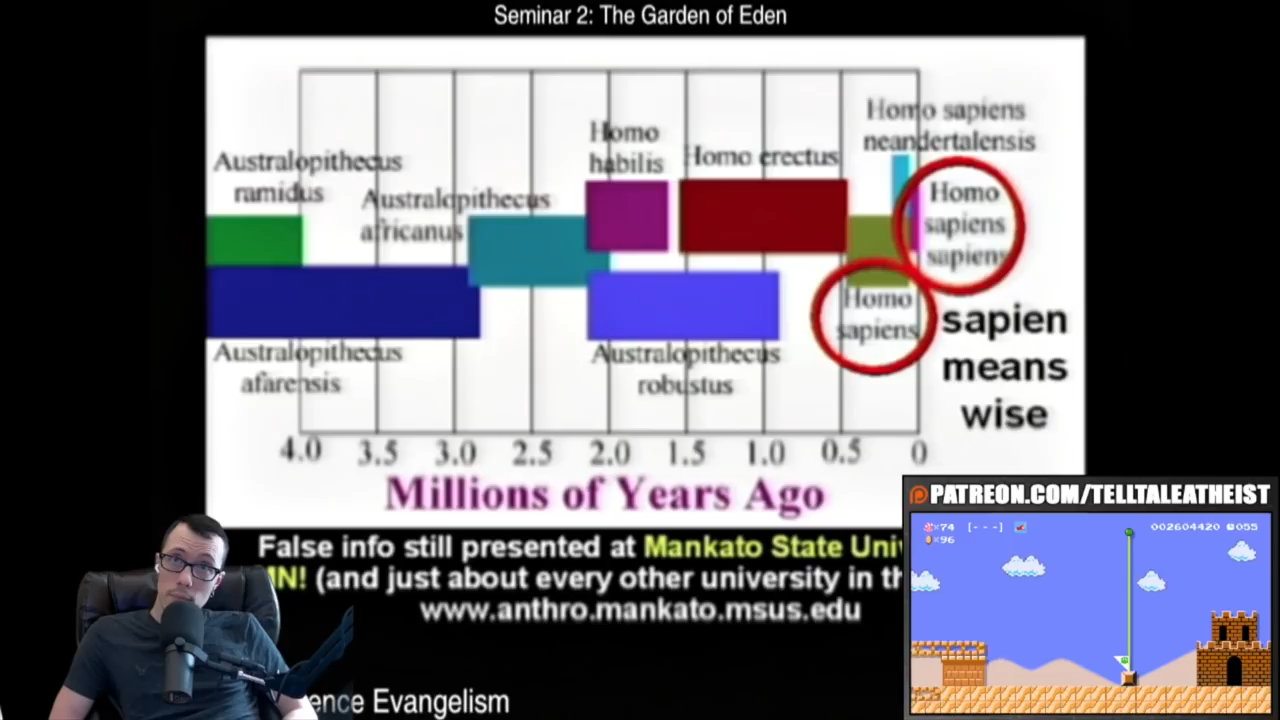 Seminar 2: The Garden of Eden
Homo sapiens
neandertalensis
Homo
habilis
Homo erectus
Australopithecus
ramidus
Australopithecus
africanus
Homo
sapiens
sapiens
Homo
sapiens
sapien
means
wise
Australopithecus
afarensis
Australopithecus
robustus
4.0 3.5 3.0 2.5 2.0 1.5 1.0 0.5 0
Millions of Years Ago
PATREON.COM/TELLTALEATHEIST
×74 [---] 002604420 055
×96
False info still presented at Mankato State
MN! (and just about every other university in
www.anthro.mankato.msus.edu
Evangelism